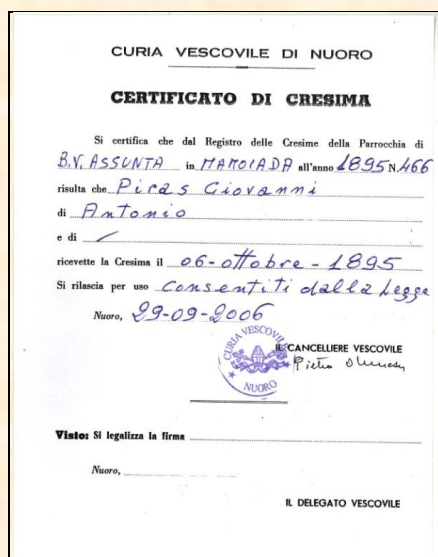 CURIA VESCOVILE DI NUORO
CERTIFICATO DI CRESIMA
Si certifica che dal Registro delle Cresime della Parrocchia di
B.V. ASSUNTA in MAMOIADA all'anno 1895 N. 466
risulta che Piras Giovanni
di Antonio
e di /
ricevette la Cresima il 06-ottobre-1895
Si rilascia per uso Consentiti dalla Legge
Nuoro, 29-09-2006
CURIA VESCOVILE
NUORO
IL CANCELLIERE VESCOVILE
Pietro
Visto: Si legalizza la firma
Nuoro,
IL DELEGATO VESCOVILE